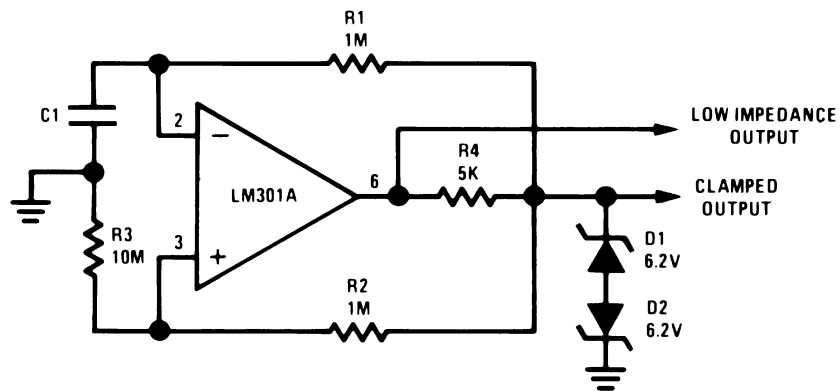 R1
1M
C1
2
−
LM301A
6
R4
5K
LOW IMPEDANCE
OUTPUT
CLAMPED
OUTPUT
R3
10M
3
+
R2
1M
D1
6.2V
D2
6.2V